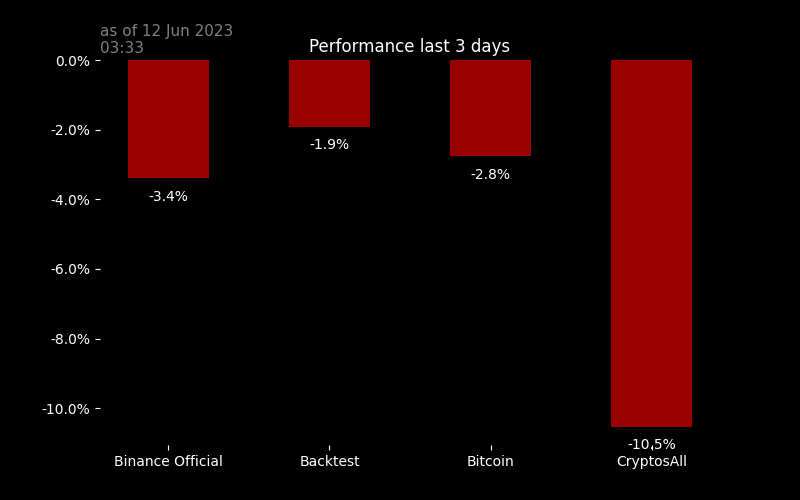 as of 12 Jun 2023
03:33
Performance last 3 days
0.0%
-2.0%
-4.0%
-6.0%
-8.0%
-10.0%
-3.4%
-1.9%
-2.8%
-10.5%
Binance Official
Backtest
Bitcoin
CryptosAll